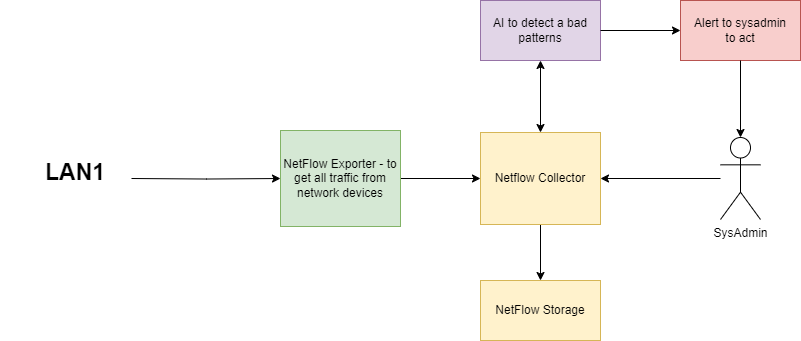 AI to detect a bad
patterns
Alert to sysadmin
to act
LAN1
NetFlow Exporter - to
get all traffic from
network devices
Netflow Collector
SysAdmin
NetFlow Storage